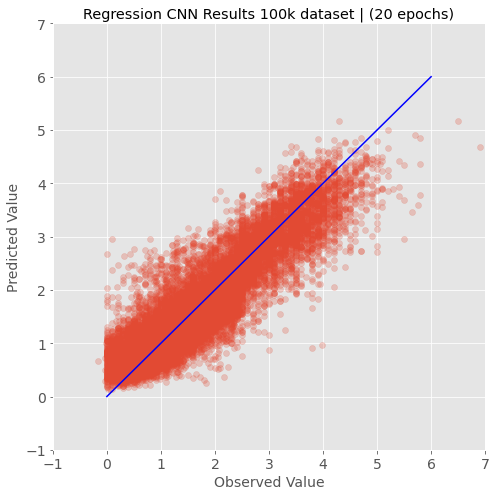 Regression CNN Results 100k dataset | (20 epochs)
7
6
5
4
3
2
1
0
−1
Predicted Value
−1 0 1 2 3 4 5 6 7
Observed Value